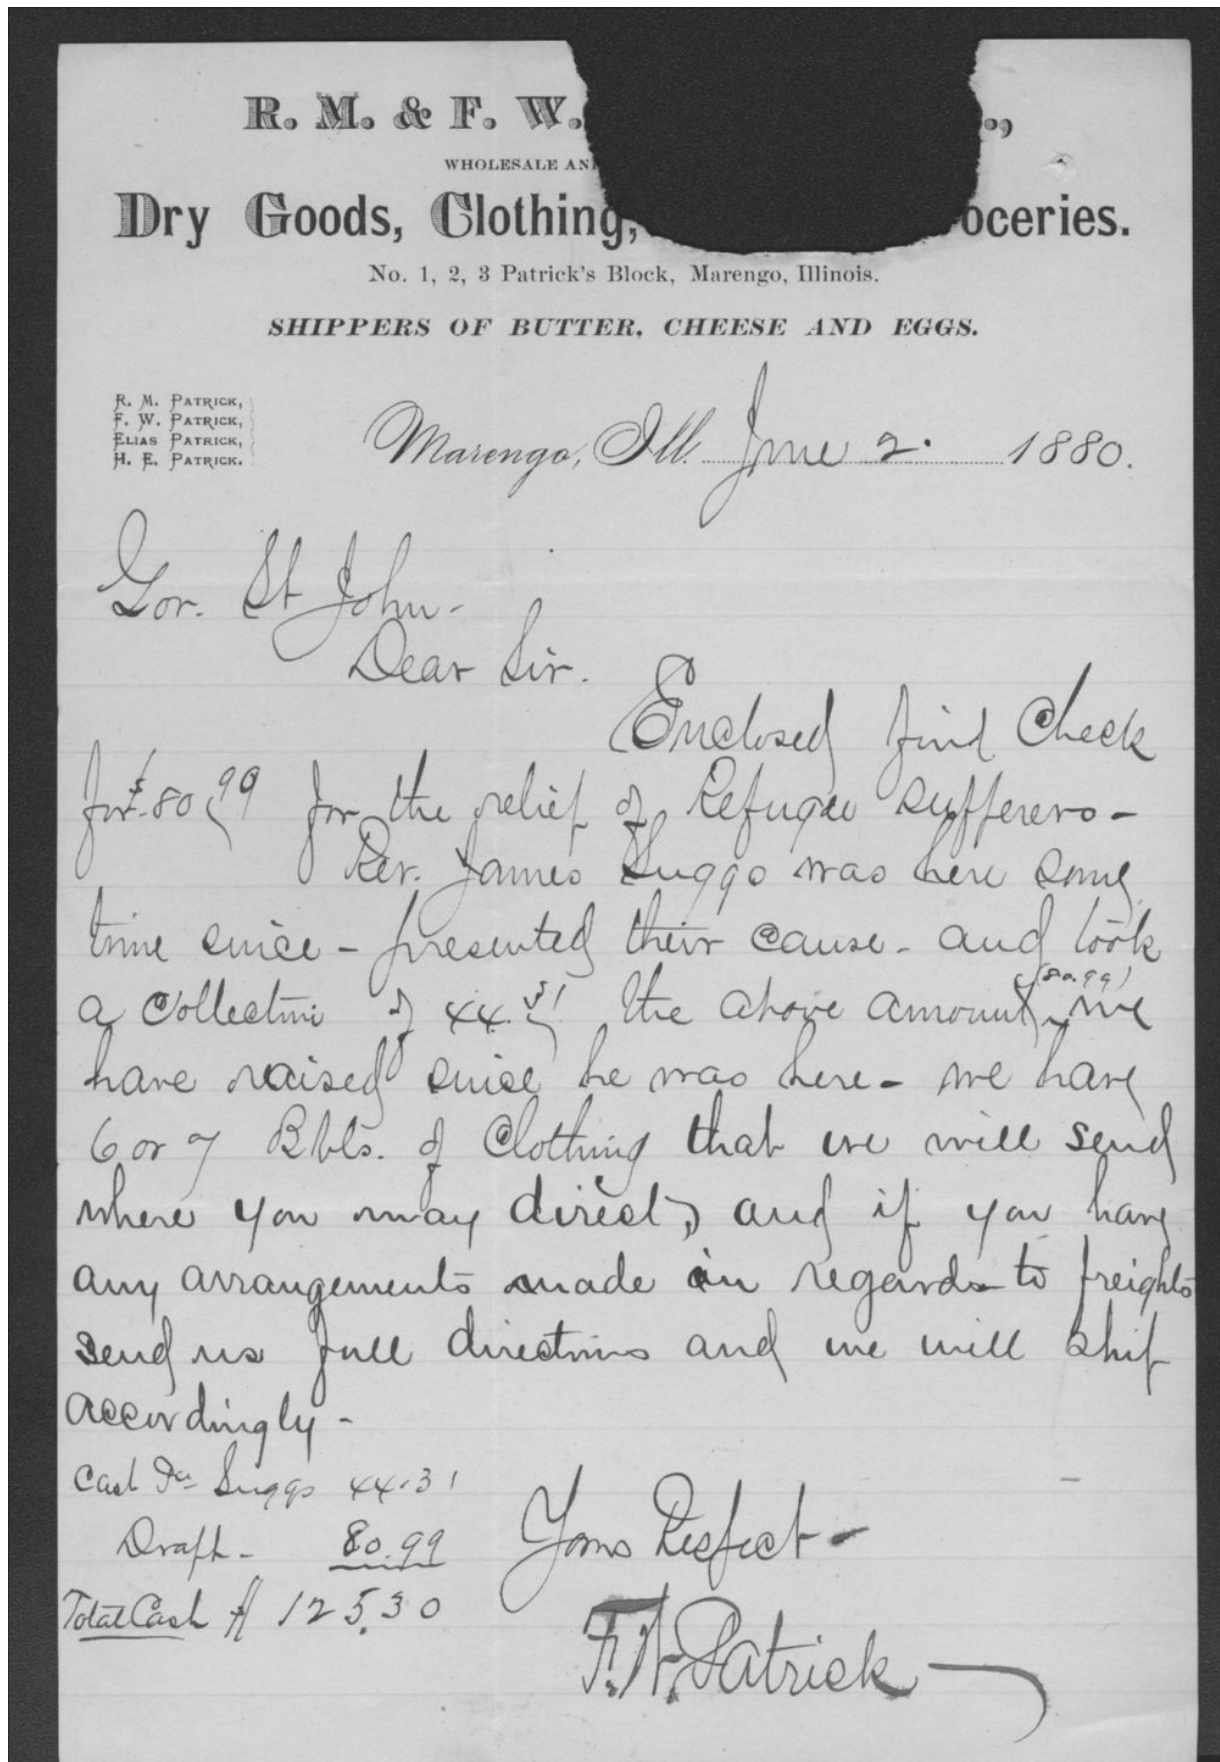 R. M. & F. W. .,
WHOLESALE AN
Dry Goods, Clothing, oceries.
No. 1, 2, 3 Patrick's Block, Marengo, Illinois.
SHIPPERS OF BUTTER, CHEESE AND EGGS.
R. M. PATRICK,
F. W. PATRICK,
ELIAS PATRICK,
H. E. PATRICK.
Marengo, Ill. June 2. 1880.
Gov. St John-
Dear Sir.
Enclosed find Check
for $80.99 for the relief of Refugee sufferers-
Rev. James Suggs was here some
time since - presented their cause - and took
a Collection of 44.31 the above amount (80.99) we
have raised since he was here - we have
6 or 7 Bbls. of Clothing that we will send
where you may direct, and if you have
any arrangements made in regards to freights
send us full directions and we will ship
accordingly -
Cash Suggs 44.31
Draft - 80.99
Total Cash $ 125.30
Yours Respect -
F. W. Patrick